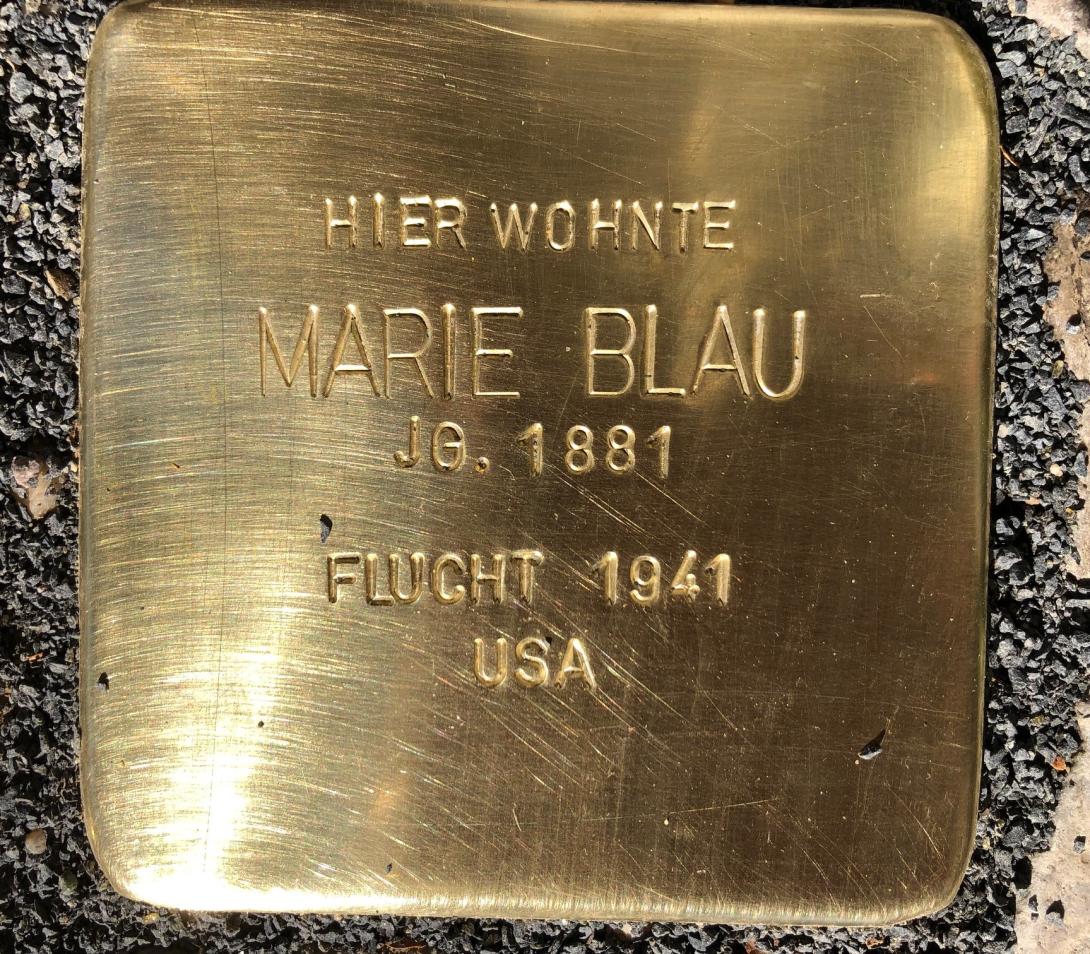 HIER WOHNTE
MARIE BLAU
JG. 1881
FLUCHT 1941
USA